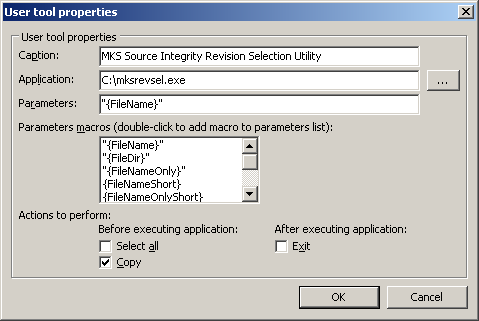 User tool properties
User tool properties
Caption:
MKS Source Integrity Revision Selection Utility
Application:
C:\mksrevsel.exe
...
Parameters:
"{FileName}"
Parameters macros (double-click to add macro to parameters list):
"{FileName}"
"{FileDir}"
"{FileNameOnly}"
{FileNameShort}
{FileNameOnlyShort}
Actions to perform:
Before executing application:
After executing application:
Select all
Exit
Copy
OK
Cancel